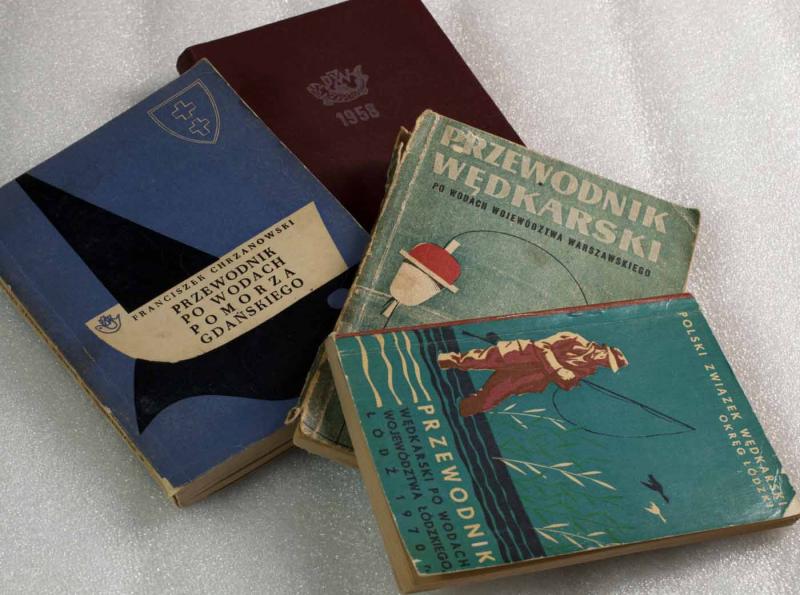 1958
FRANCISZEK CHRZANOWSKI
PRZEWODNIK
PO WODACH
POMORZA
GDAŃSKIEGO
PRZEWODNIK
WĘDKARSKI
PO WODACH WOJEWÓDZTWA WARSZAWSKIEGO
POLSKI ZWIĄZEK WĘDKARSKI
OKRĘG ŁÓDZKI
PRZEWODNIK
WĘDKARSKI PO WODACH
WOJEWÓDZTWA ŁÓDZKIEGO.
ŁÓDŹ 1970 r.